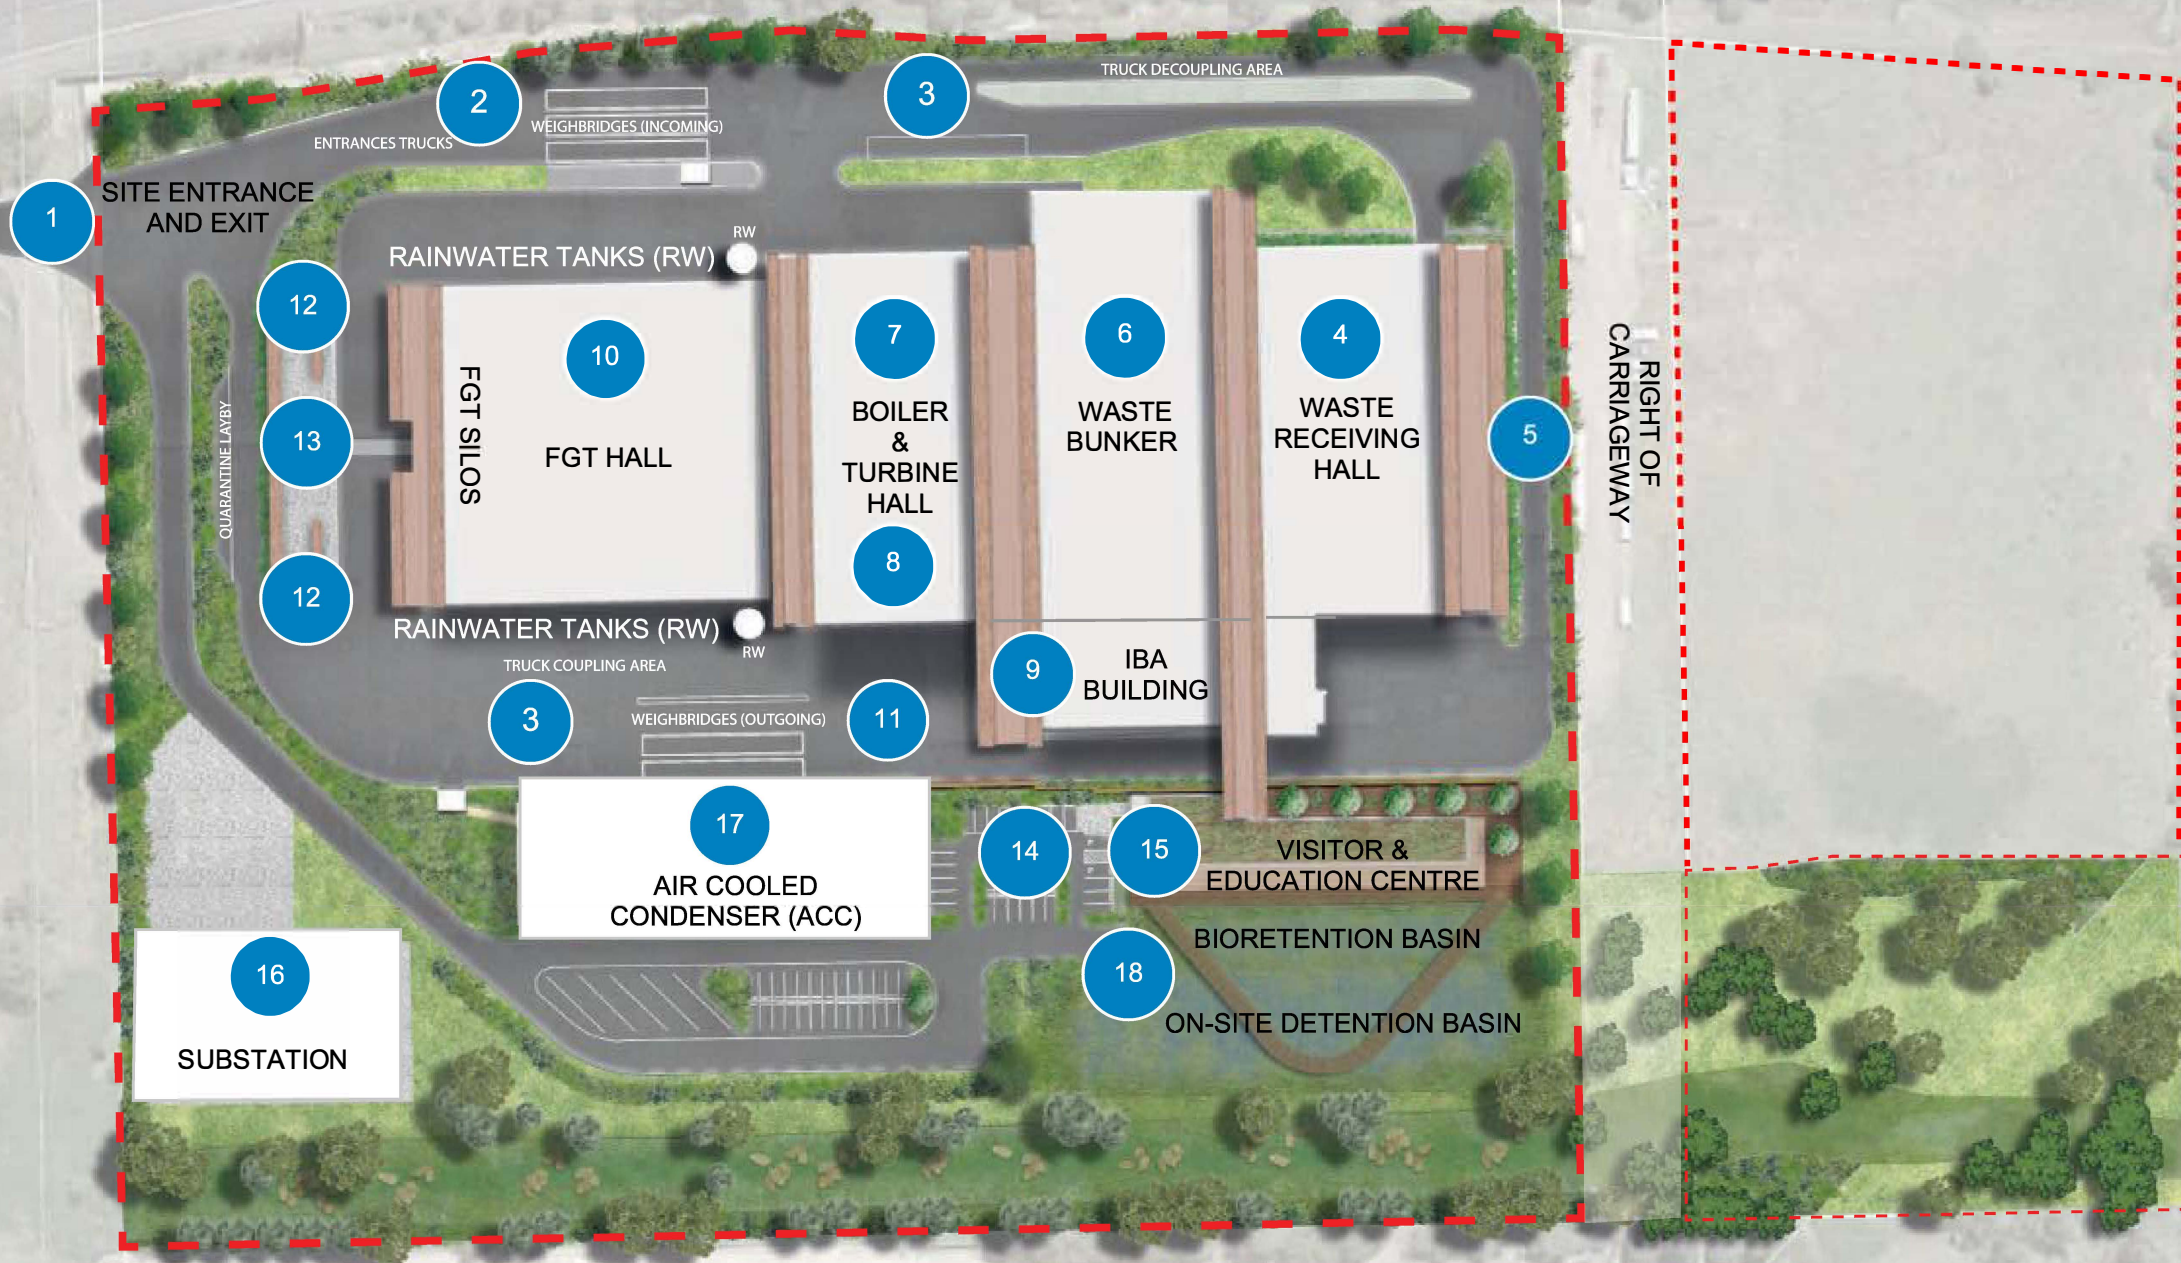 TRUCK DECOUPLING AREA
2
3
WEIGHBRIDGES (INCOMING)
ENTRANCES TRUCKS
1
SITE ENTRANCE
AND EXIT
RW
RAINWATER TANKS (RW)
12
10
7
6
4
FGT SILOS
FGT HALL
BOILER
&
TURBINE
HALL
WASTE
BUNKER
WASTE
RECEIVING
HALL
5
RIGHT OF
CARRIAGEWAY
13
QUARANTINE LAYBY
8
12
RAINWATER TANKS (RW)
RW
TRUCK COUPLING AREA
9
IBA
BUILDING
3
WEIGHBRIDGES (OUTGOING)
11
17
AIR COOLED
CONDENSER (ACC)
14
15
VISITOR &
EDUCATION CENTRE
BIORETENTION BASIN
16
SUBSTATION
18
ON-SITE DETENTION BASIN